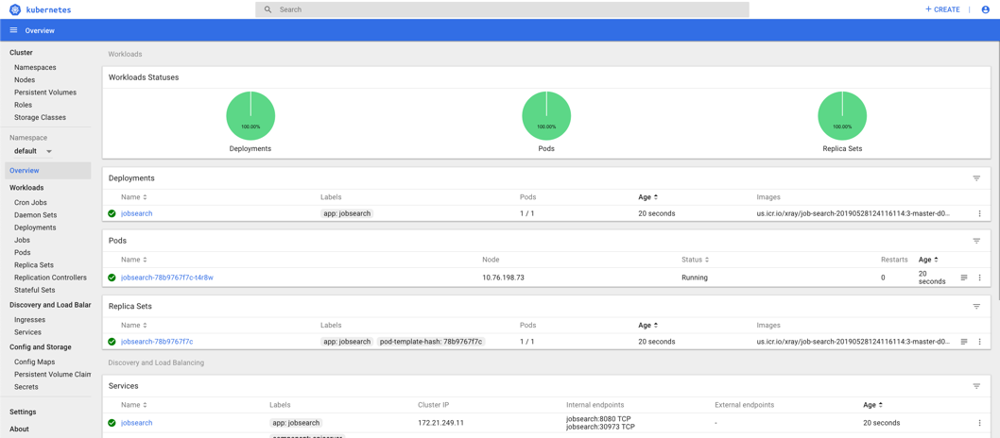 kubernetes
Search
+ CREATE |
Overview
Cluster
Namespaces
Nodes
Persistent Volumes
Roles
Storage Classes
Namespace
default
Overview
Workloads
Cron Jobs
Daemon Sets
Deployments
Jobs
Pods
Replica Sets
Replication Controllers
Stateful Sets
Discovery and Load Balar
Ingresses
Services
Config and Storage
Config Maps
Persistent Volume Claim
Secrets
Settings
About
Workloads
Workloads Statuses
100.00% 100.00% 100.00%
Deployments Pods Replica Sets
Deployments
Name Labels Pods Age Images
jobsearch app: jobsearch 1 / 1 20 seconds us.icr.io/xray/job-search-20190528124116114:3-master-d0...
Pods
Name Node Status Restarts Age
jobsearch-78b9767f7c-t4r8w 10.76.198.73 Running 0 20
seconds
Replica Sets
Name Labels Pods Age Images
jobsearch-78b9767f7c app: jobsearch pod-template-hash: 78b9767f7c 1 / 1 20 seconds us.icr.io/xray/job-search-20190528124116114:3-master-d0...
Discovery and Load Balancing
Services
Name Labels Cluster IP Internal endpoints External endpoints Age
jobsearch app: jobsearch 172.21.249.11 jobsearch:8080 TCP - 20 seconds
jobsearch:30973 TCP